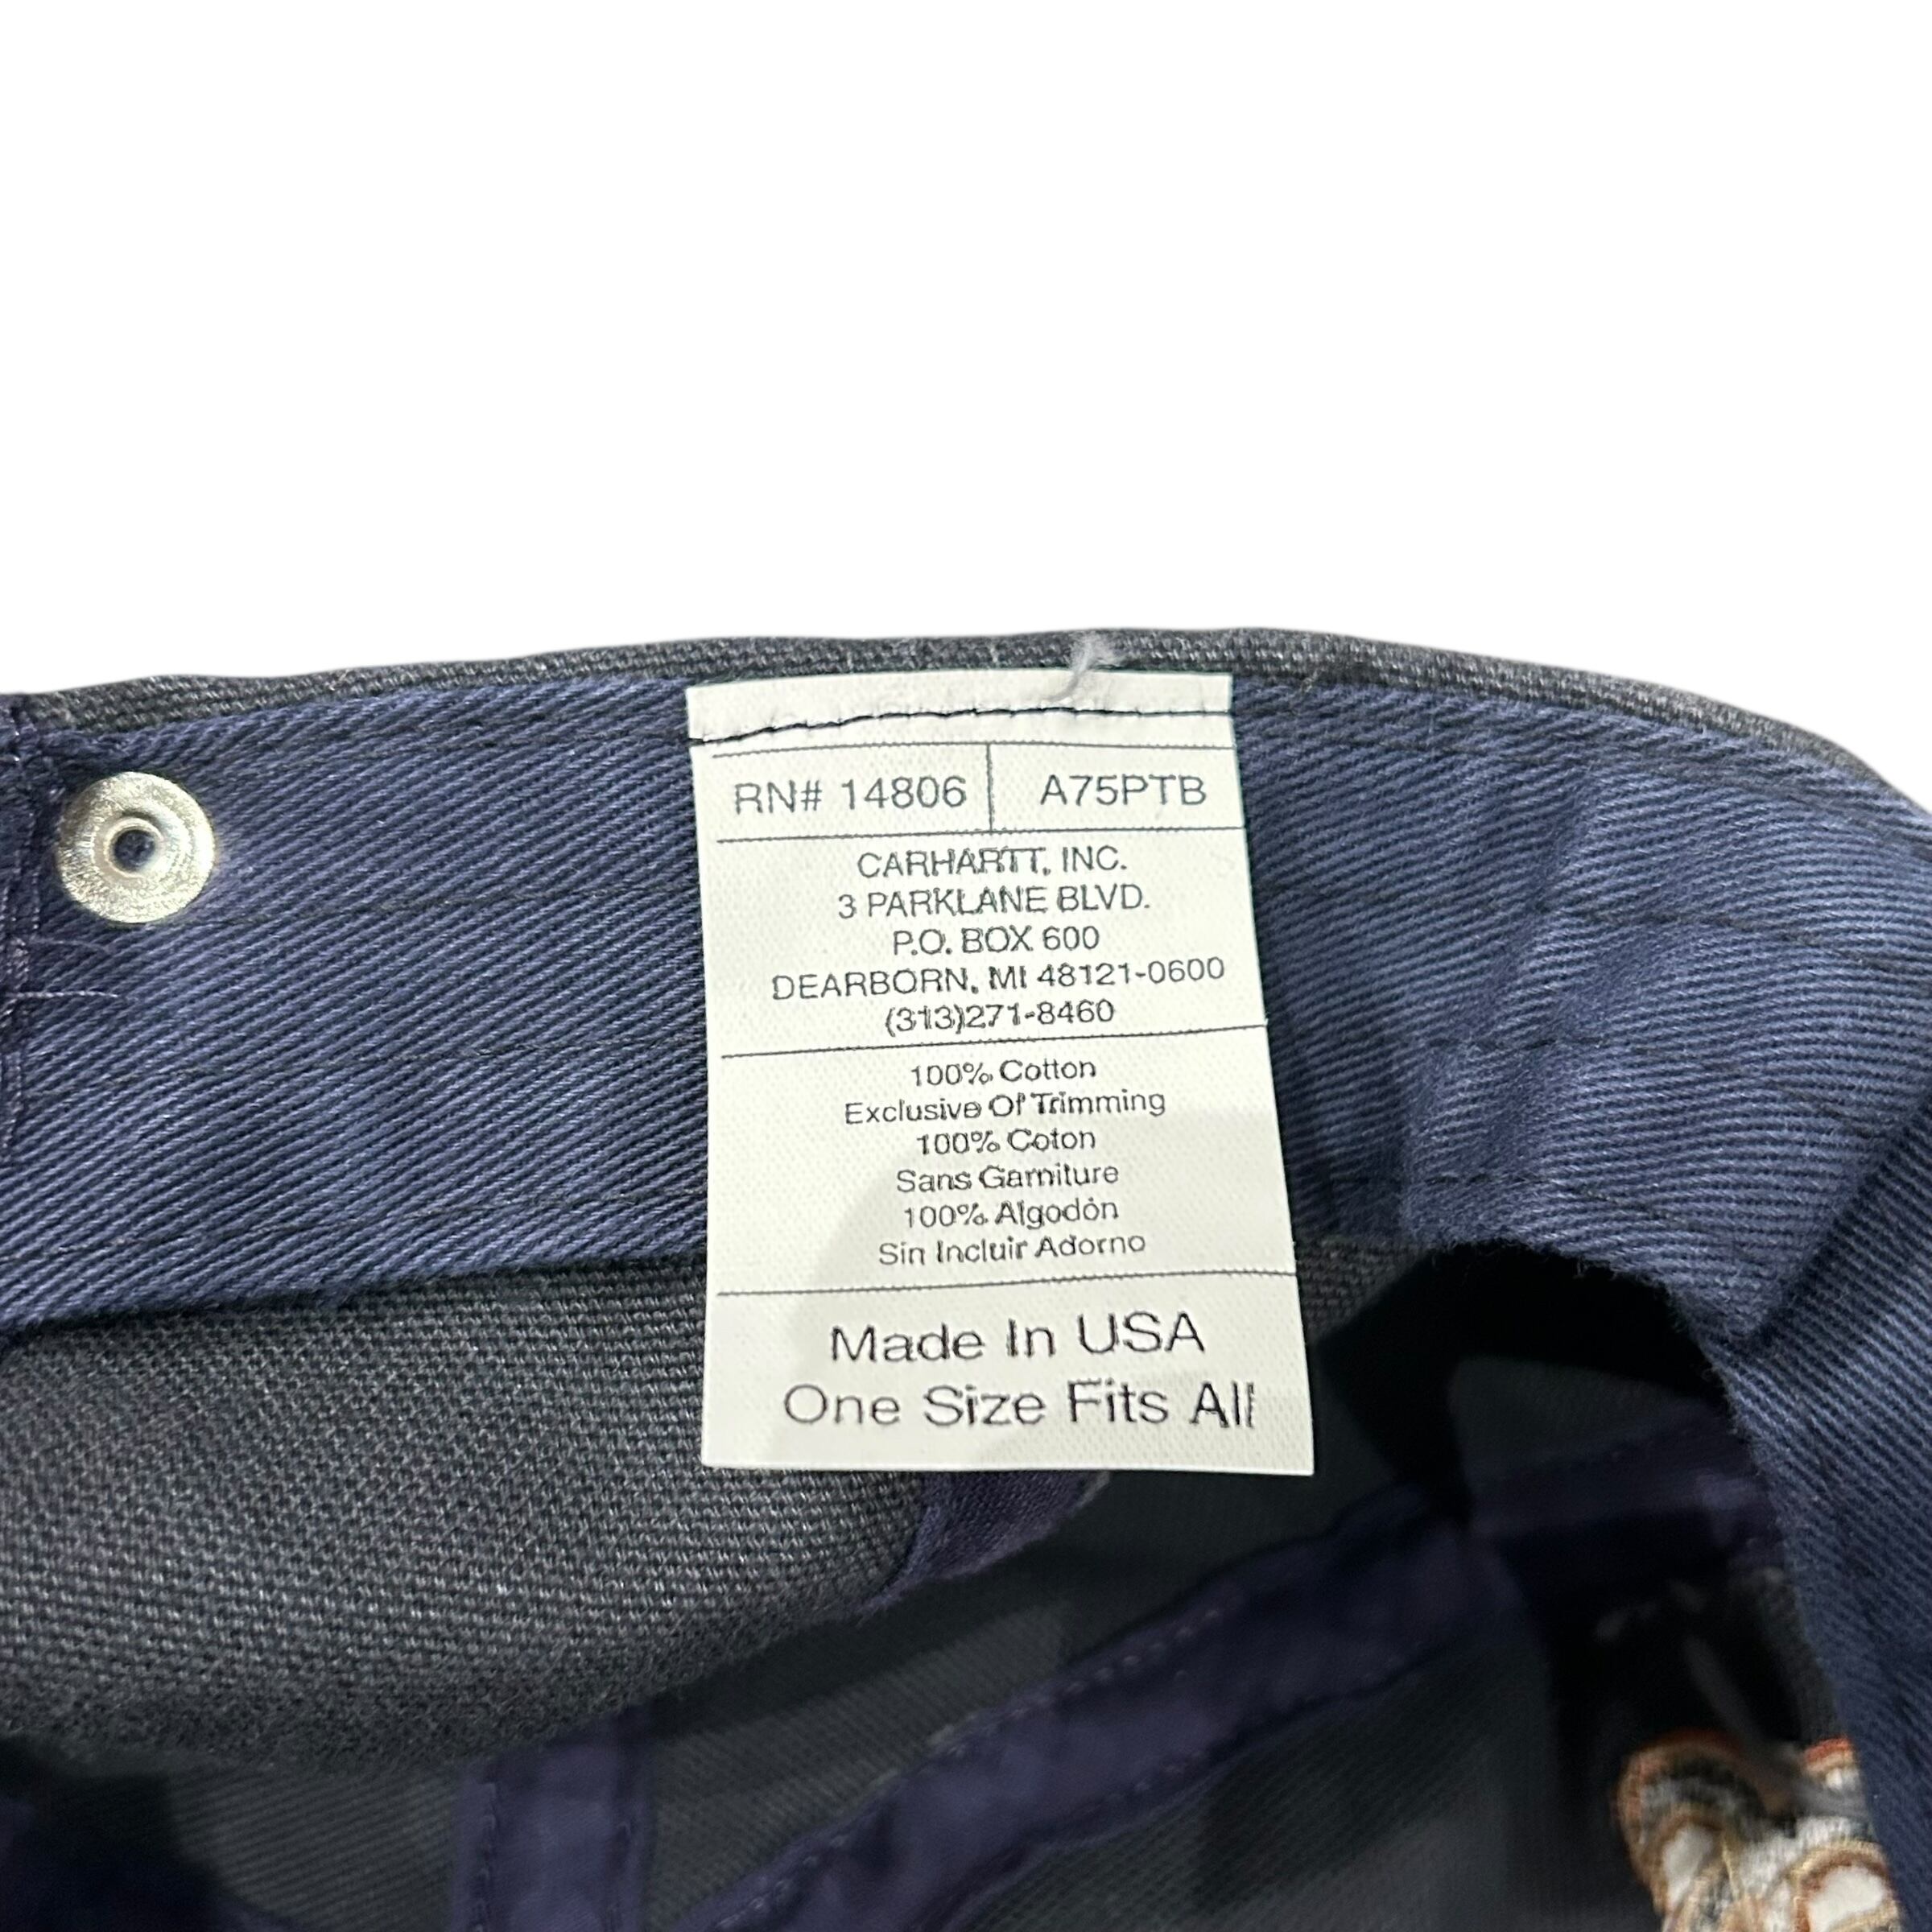 RN# 14806 A75PTB
CARHARTT, INC.
3 PARKLANE BLVD.
P.O. BOX 600
DEARBORN, MI 48121-0600
(313)271-8460
100% Cotton
Exclusive Of Trimming
100% Coton
Sans Garniture
100% Algodón
Sin Incluir Adorno
Made In USA
One Size Fits All